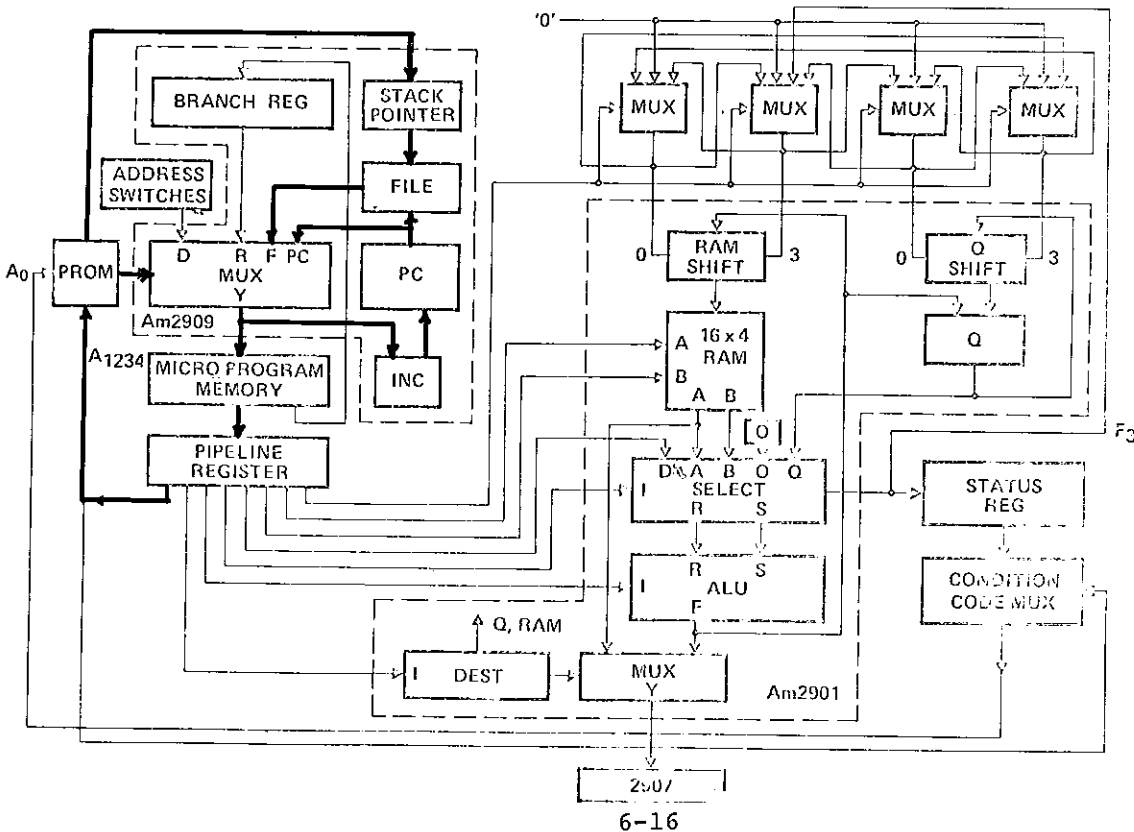 '0'
BRANCH REG
STACK
POINTER
MUX
MUX
MUX
MUX
ADDRESS
SWITCHES
FILE
D R F PC
MUX
Y
A0
PROM
PC
Am2909
A1234
MICRO PROGRAM
MEMORY
INC
PIPELINE
REGISTER
0
RAM
SHIFT
3
0
Q
SHIFT
3
A
B
16 x 4
RAM
A B
Q
[0]
F3
D A B O Q
I
SELECT
R S
STATUS
REG
R S
I
ALU
F
CONDITION
CODE MUX
Q, RAM
I
DEST
MUX
Y
Am2901
2907
6-16